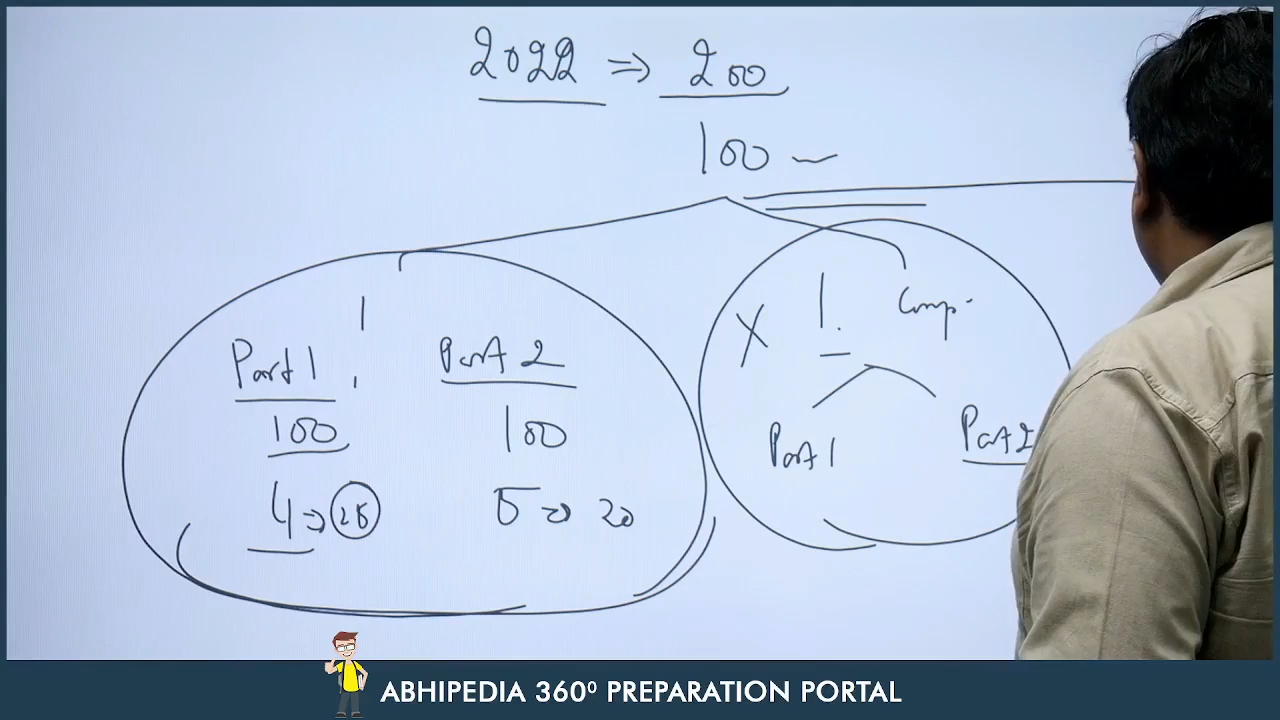 2022 ⇒ 200
100
Part 1, Part 2
100 100
4 ⇒ 25 5 ⇒ 20
X 1. Comp.
Part 1 Part 2
ABHIPEDIA 360⁰ PREPARATION PORTAL